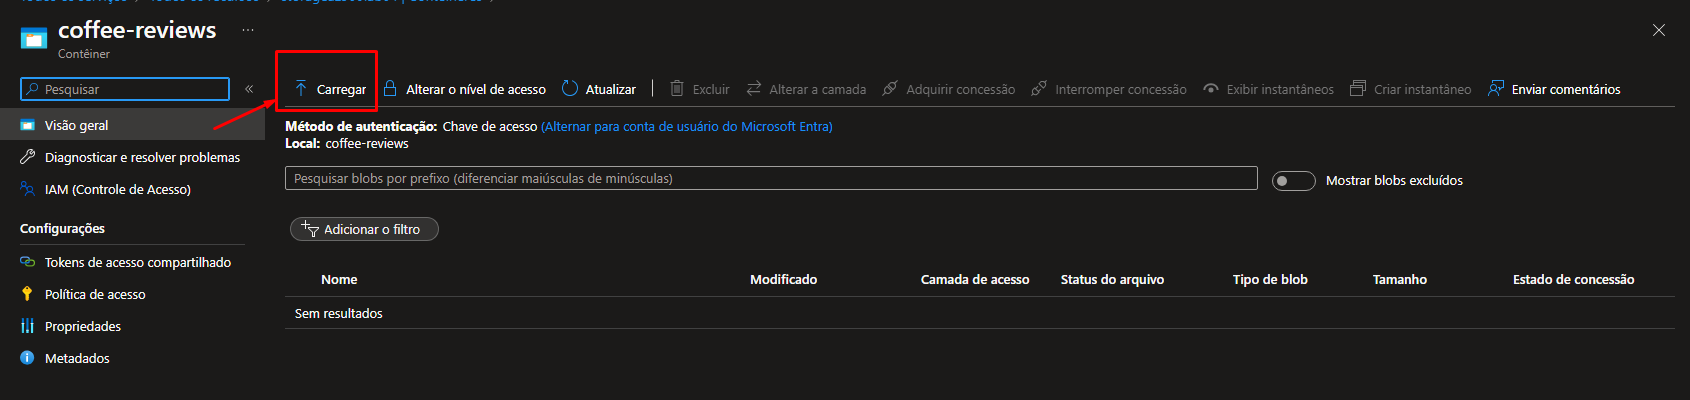 coffee-reviews
...
Contêiner
Pesquisar
«
Carregar
Alterar o nível de acesso
Atualizar
Excluir
Alterar a camada
Adquirir concessão
Interromper concessão
Exibir instantâneos
Criar instantâneo
Enviar comentários
Visão geral
Diagnosticar e resolver problemas
IAM (Controle de Acesso)
Configurações
Tokens de acesso compartilhado
Política de acesso
Propriedades
Metadados
Método de autenticação: Chave de acesso (Alternar para conta de usuário do Microsoft Entra)
Local: coffee-reviews
Pesquisar blobs por prefixo (diferenciar maiúsculas de minúsculas)
Mostrar blobs excluídos
Adicionar o filtro
Nome Modificado Camada de acesso Status do arquivo Tipo de blob Tamanho Estado de concessão
Sem resultados